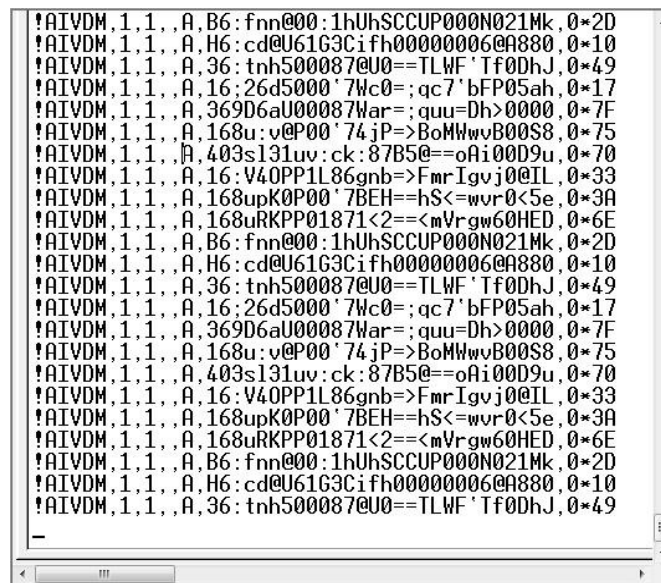 !AIVDM,1,1,,A,B6:fnn@00:1hUhSCCUP000N021Mk,0*2D
!AIVDM,1,1,,A,H6:cd@U61G3Cifh00000006@A880,0*10
!AIVDM,1,1,,A,36:tnh500087@U0==TLWF'Tf0DhJ,0*49
!AIVDM,1,1,,A,16;26d5000'7Wc0=;qc7'bFP05ah,0*17
!AIVDM,1,1,,A,369D6aU00087War=;quu=Dh>0000,0*7F
!AIVDM,1,1,,A,168u:v@P00'74jP=>BoMWwvB00S8,0*75
!AIVDM,1,1,,A,403sl31uv:ck:87B5@==oAi00D9u,0*70
!AIVDM,1,1,,A,16:V4OPP1L86gnb=>FmrIgvj0@IL,0*33
!AIVDM,1,1,,A,168upK0P00'7BEH==hS<=wvr0<5e,0*3A
!AIVDM,1,1,,A,168uRKPP01871<2==<mVrgw60HED,0*6E
!AIVDM,1,1,,A,B6:fnn@00:1hUhSCCUP000N021Mk,0*2D
!AIVDM,1,1,,A,H6:cd@U61G3Cifh00000006@A880,0*10
!AIVDM,1,1,,A,36:tnh500087@U0==TLWF'Tf0DhJ,0*49
!AIVDM,1,1,,A,16;26d5000'7Wc0=;qc7'bFP05ah,0*17
!AIVDM,1,1,,A,369D6aU00087War=;quu=Dh>0000,0*7F
!AIVDM,1,1,,A,168u:v@P00'74jP=>BoMWwvB00S8,0*75
!AIVDM,1,1,,A,403sl31uv:ck:87B5@==oAi00D9u,0*70
!AIVDM,1,1,,A,16:V4OPP1L86gnb=>FmrIgvj0@IL,0*33
!AIVDM,1,1,,A,168upK0P00'7BEH==hS<=wvr0<5e,0*3A
!AIVDM,1,1,,A,168uRKPP01871<2==<mVrgw60HED,0*6E
!AIVDM,1,1,,A,B6:fnn@00:1hUhSCCUP000N021Mk,0*2D
!AIVDM,1,1,,A,H6:cd@U61G3Cifh00000006@A880,0*10
!AIVDM,1,1,,A,36:tnh500087@U0==TLWF'Tf0DhJ,0*49